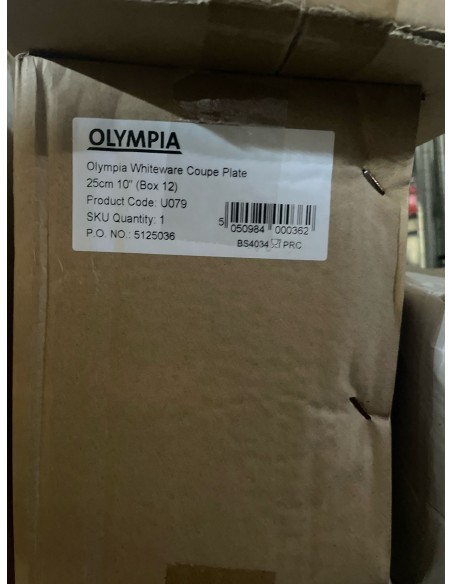 OLYMPIA
Olympia Whiteware Coupe Plate
25cm 10" (Box 12)
Product Code: U079
SKU Quantity: 1
P.O. NO.: 5125036
5 050984 000362
BS4034 PRC